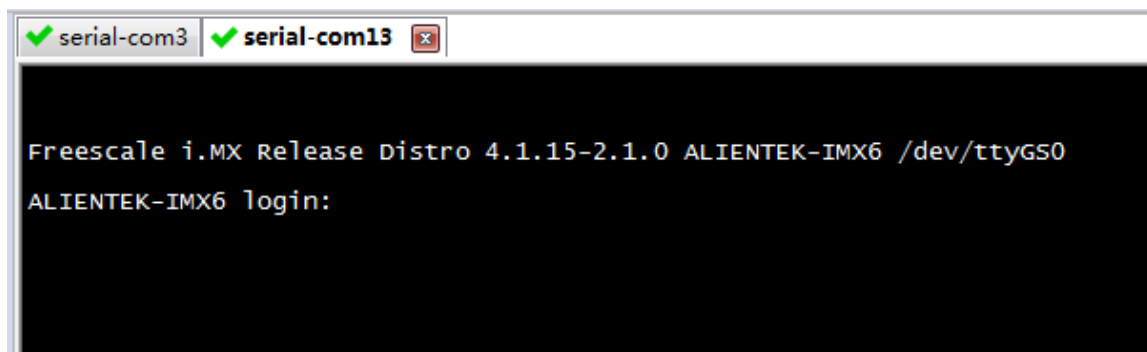 serial-com3 serial-com13
Freescale i.MX Release Distro 4.1.15-2.1.0 ALIENTEK-IMX6 /dev/ttyGS0
ALIENTEK-IMX6 login: